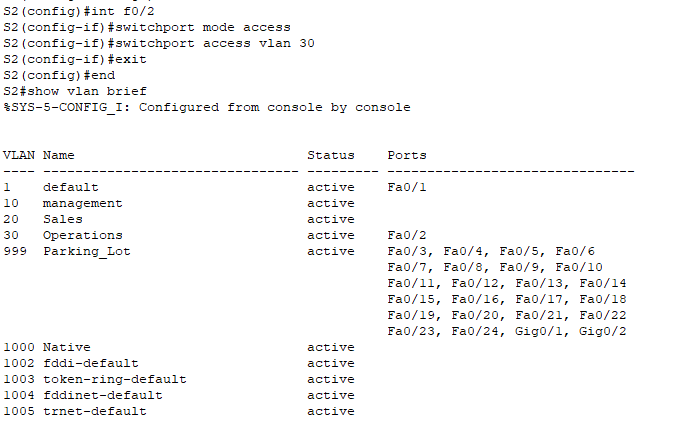 S2(config)#int f0/2
S2(config-if)#switchport mode access
S2(config-if)#switchport access vlan 30
S2(config-if)#exit
S2(config)#end
S2#show vlan brief
%SYS-5-CONFIG_I: Configured from console by console
VLAN Name                             Status    Ports
---- -------------------------------- --------- -------------------------------
1    default                          active    Fa0/1
10   management                       active
20   Sales                            active
30   Operations                       active    Fa0/2
999  Parking_Lot                      active    Fa0/3, Fa0/4, Fa0/5, Fa0/6
                                                Fa0/7, Fa0/8, Fa0/9, Fa0/10
                                                Fa0/11, Fa0/12, Fa0/13, Fa0/14
                                                Fa0/15, Fa0/16, Fa0/17, Fa0/18
                                                Fa0/19, Fa0/20, Fa0/21, Fa0/22
                                                Fa0/23, Fa0/24, Gig0/1, Gig0/2
1000 Native                           active
1002 fddi-default                     active
1003 token-ring-default               active
1004 fddinet-default                  active
1005 trnet-default                    active